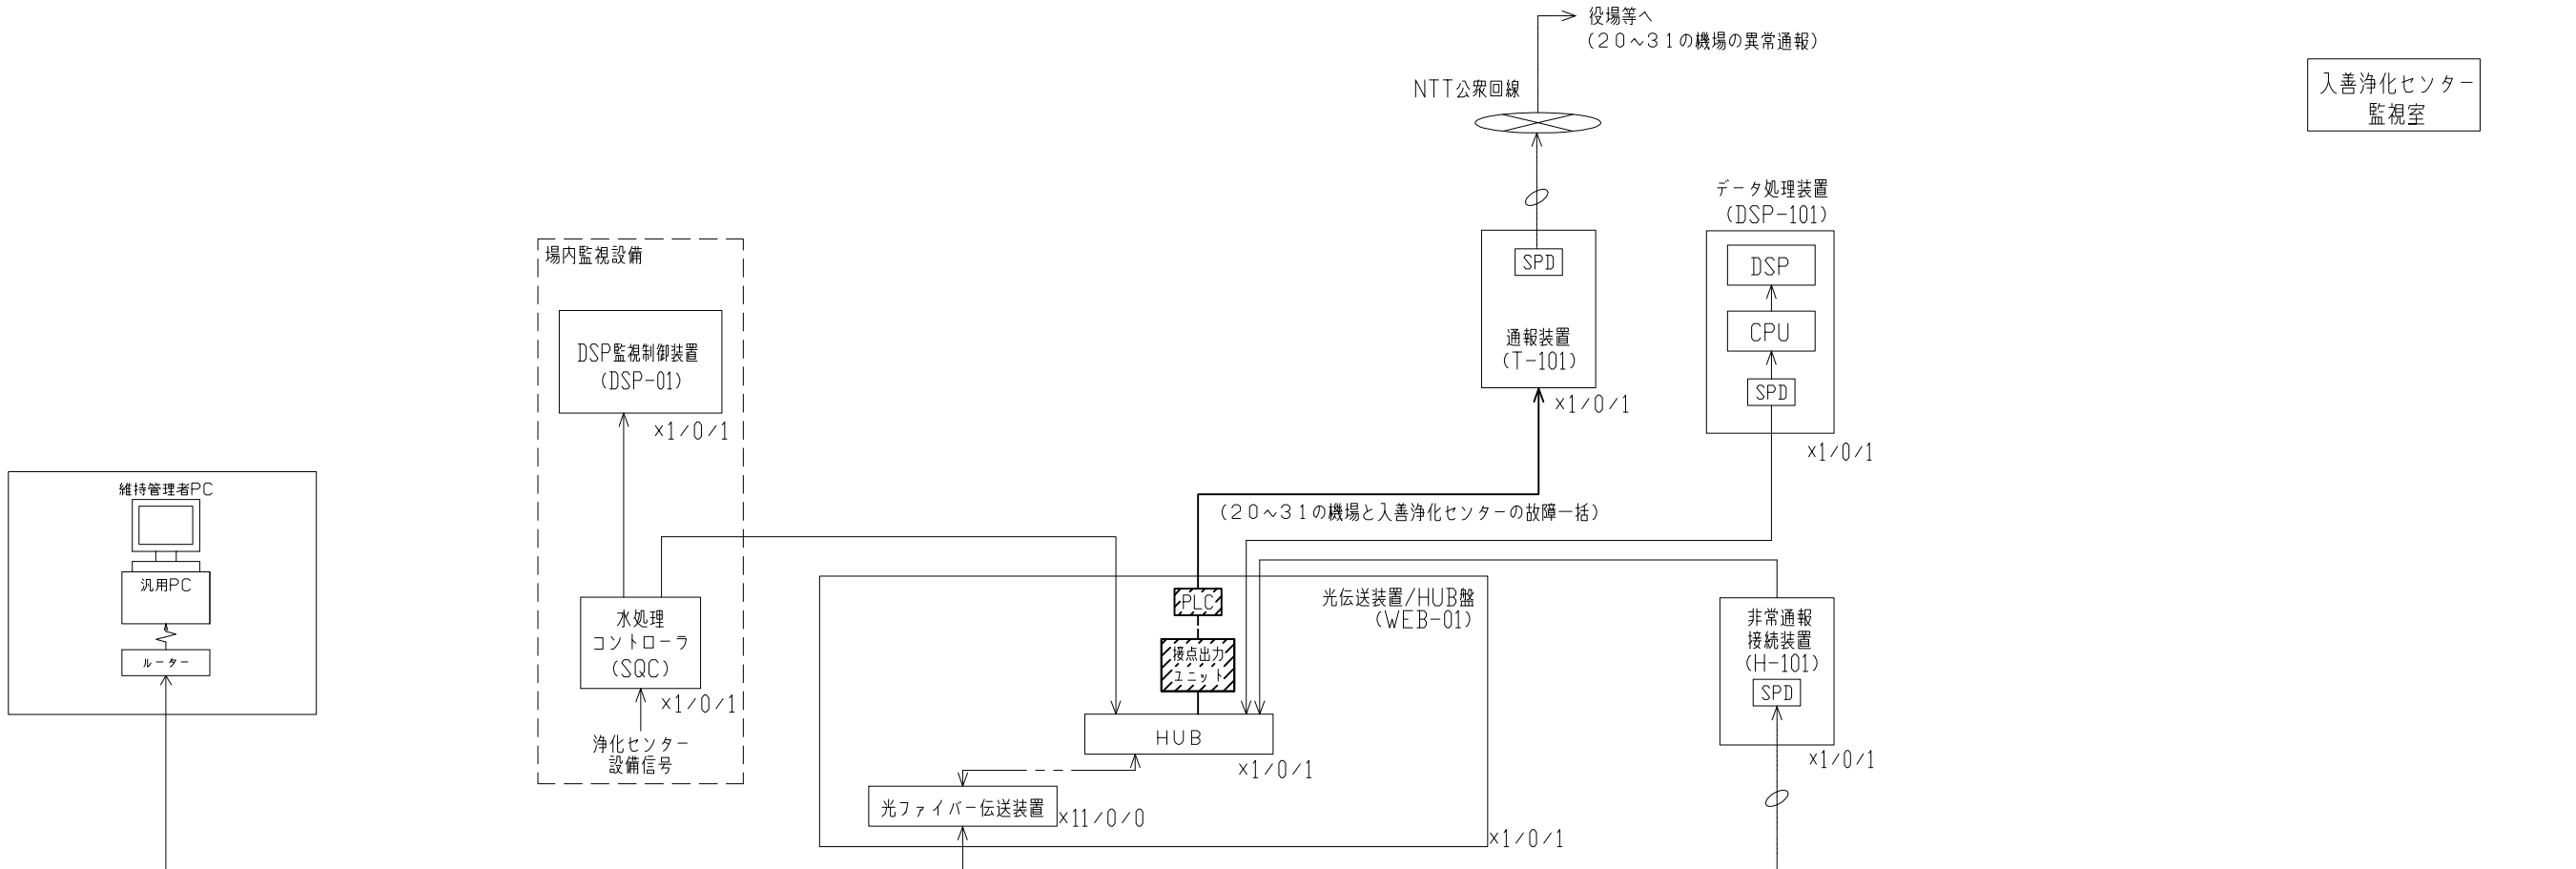 役場等へ
(２０～３１の機場の異常通報)
NTT公衆回線
入善浄化センター
監視室
データ処理装置
(DSP-101)
DSP
CPU
SPD
x1/0/1
SPD
通報装置
(T-101)
x1/0/1
場内監視設備
DSP監視制御装置
(DSP-01)
x1/0/1
水処理
コントローラ
(SQC)
x1/0/1
浄化センター
設備信号
維持管理者PC
汎用PC
ルーター
(２０～３１の機場と入善浄化センターの故障一括)
光伝送装置/HUB盤
(WEB-01)
PLC
接点出力
ユニット
HUB
x1/0/1
光ファイバー伝送装置
x11/0/0
x1/0/1
非常通報
接続装置
(H-101)
SPD
x1/0/1